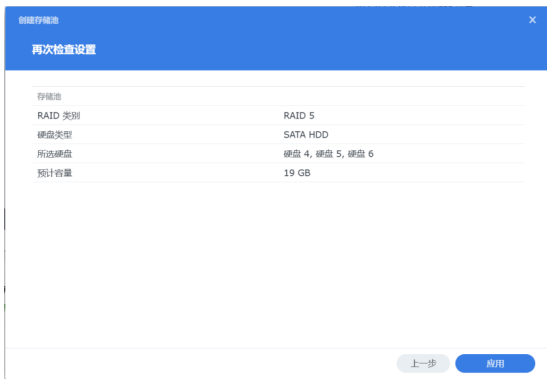 创建存储池
再次检查设置
存储池
RAID 类别 RAID 5
硬盘类型 SATA HDD
所选硬盘 硬盘 4, 硬盘 5, 硬盘 6
预计容量 19 GB
上一步 应用